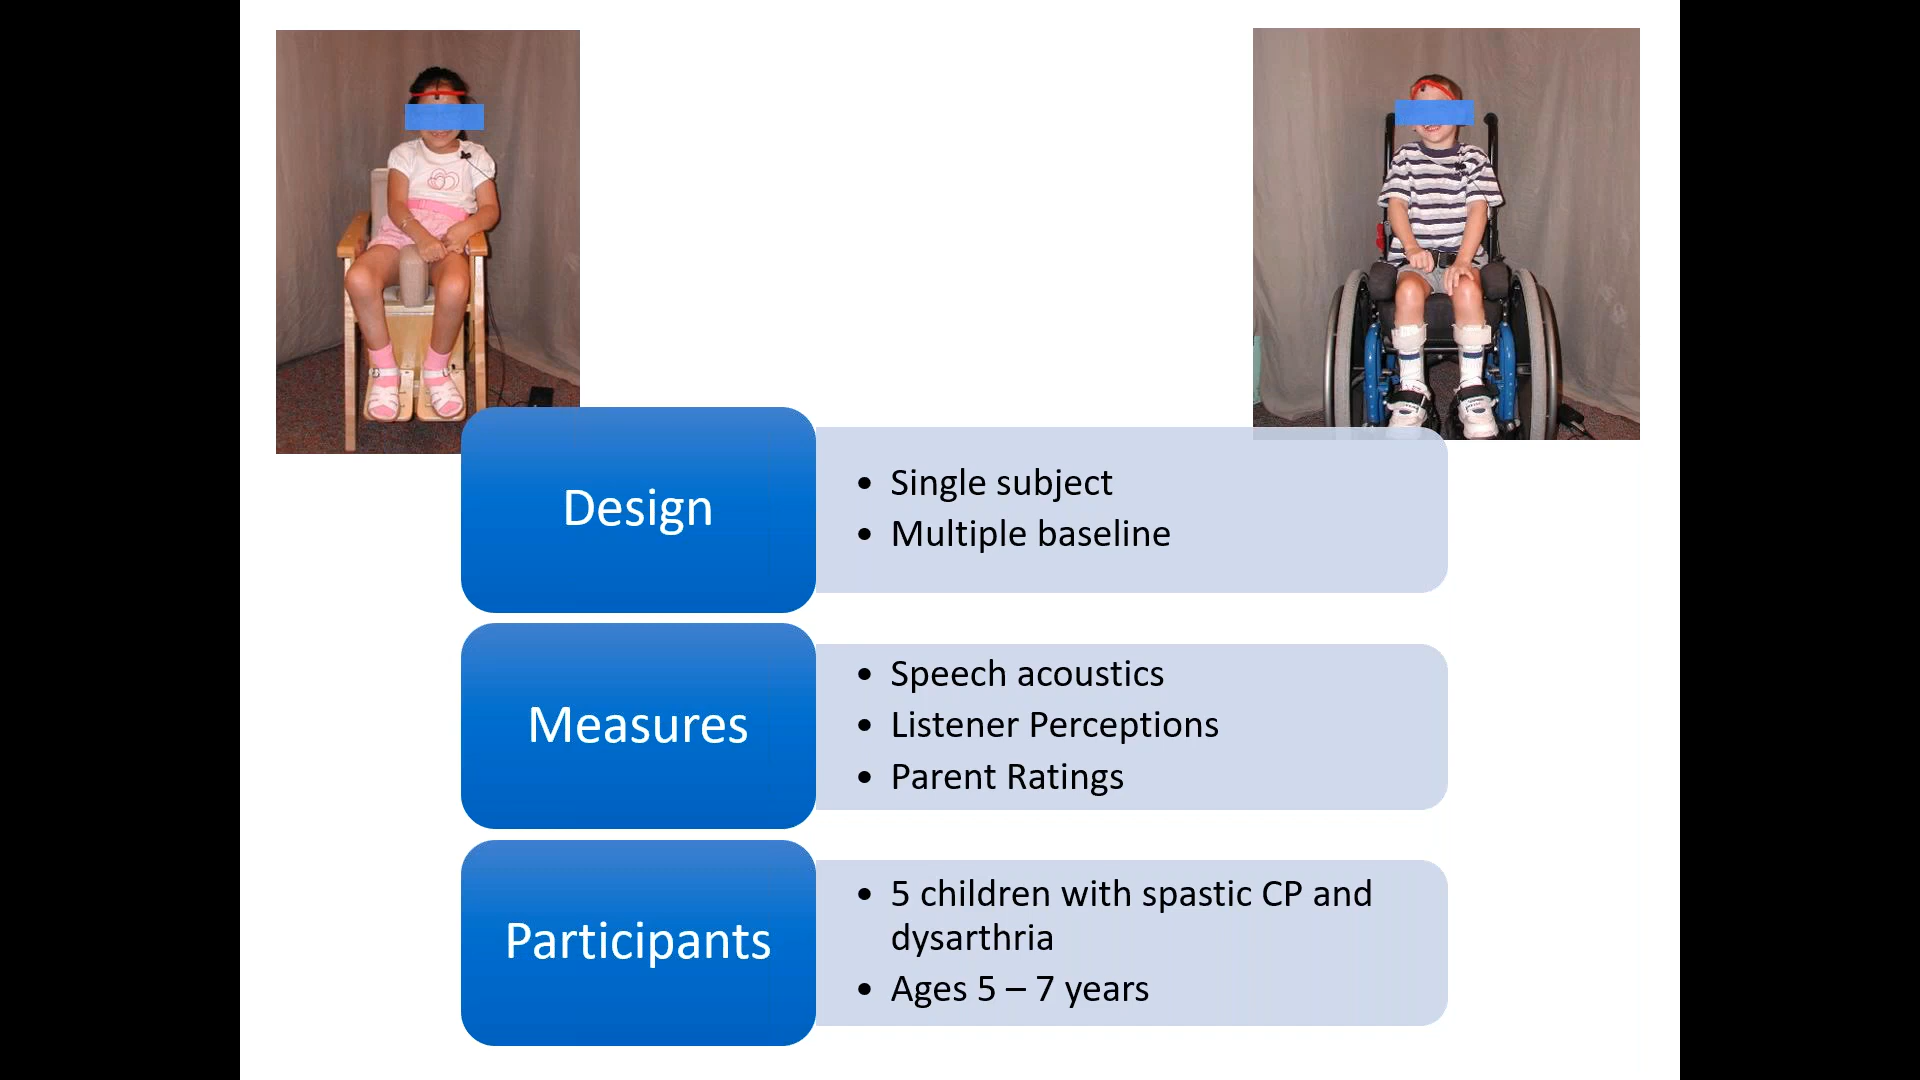 Design
• Single subject
• Multiple baseline
Measures
• Speech acoustics
• Listener Perceptions
• Parent Ratings
Participants
• 5 children with spastic CP and
dysarthria
• Ages 5 – 7 years